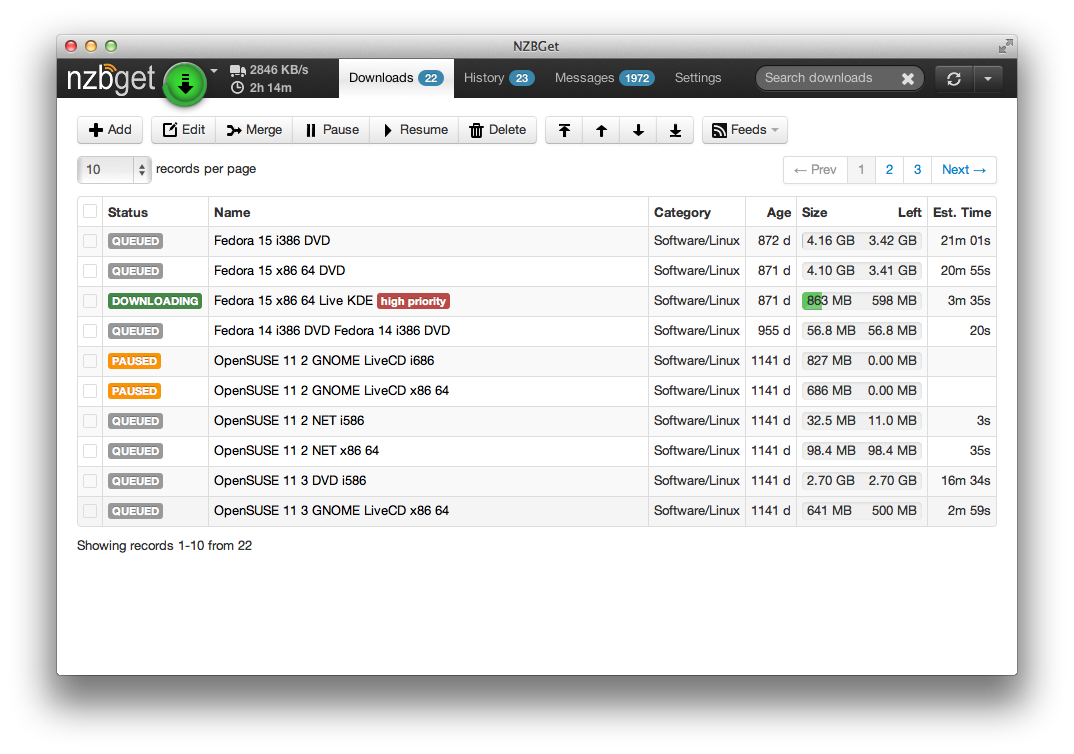 NZBGet
nzbget 2846 KB/s Downloads 22 History 23 Messages 1972 Settings Search downloads
2h 14m
Add Edit Merge Pause Resume Delete Feeds
10 records per page ← Prev 1 2 3 Next →
Status Name Category Age Size Left Est. Time
QUEUED Fedora 15 i386 DVD Software/Linux 872 d 4.16 GB 3.42 GB 21m 01s
QUEUED Fedora 15 x86 64 DVD Software/Linux 871 d 4.10 GB 3.41 GB 20m 55s
DOWNLOADING Fedora 15 x86 64 Live KDE high priority Software/Linux 871 d 863 MB 598 MB 3m 35s
QUEUED Fedora 14 i386 DVD Fedora 14 i386 DVD Software/Linux 955 d 56.8 MB 56.8 MB 20s
PAUSED OpenSUSE 11 2 GNOME LiveCD i686 Software/Linux 1141 d 827 MB 0.00 MB
PAUSED OpenSUSE 11 2 GNOME LiveCD x86 64 Software/Linux 1141 d 686 MB 0.00 MB
QUEUED OpenSUSE 11 2 NET i586 Software/Linux 1141 d 32.5 MB 11.0 MB 3s
QUEUED OpenSUSE 11 2 NET x86 64 Software/Linux 1141 d 98.4 MB 98.4 MB 35s
QUEUED OpenSUSE 11 3 DVD i586 Software/Linux 1141 d 2.70 GB 2.70 GB 16m 34s
QUEUED OpenSUSE 11 3 GNOME LiveCD x86 64 Software/Linux 1141 d 641 MB 500 MB 2m 59s
Showing records 1-10 from 22